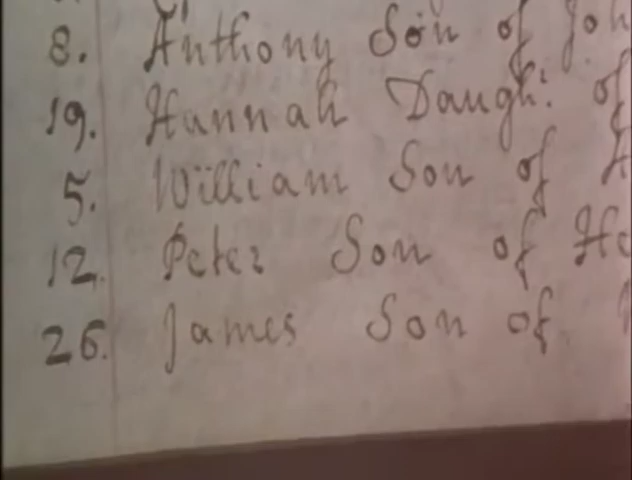 8. Anthony Son of Joh
19. Hannah Daugh: of
5. William Son of
12. Peter Son of He
26. James Son of